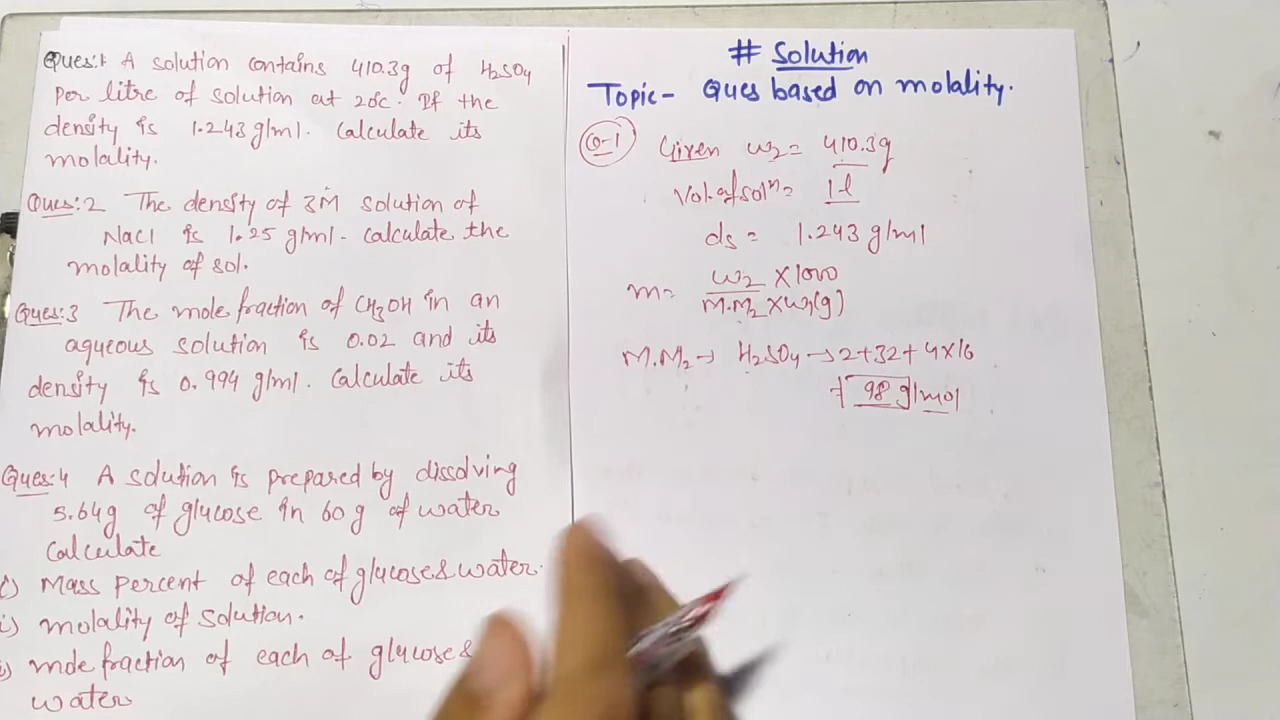 Ques:1 A solution contains 410.3g of H2SO4
Per litre of solution at 20°c. If the
density is 1.243 g/ml. Calculate its
molality.
Ques:2 The density of 3M solution of
NaCl is 1.25 g/ml. Calculate the
molality of sol.
Ques:3 The mole fraction of CH3OH in an
aqueous solution is 0.02 and its
density is 0.994 g/ml. Calculate its
molality.
Ques:4 A solution is prepared by dissolving
5.64g of glucose in 60g of water
Calculate
Mass Percent of each of glucose & water.
molality of solution.
mole fraction of each of glucose &
water
# Solution
Topic- Ques based on molality.
Q-1 Given w2= 410.3g
Vol. of solⁿ= 1l
ds= 1.243 g/ml
m= w2 x1000
M.M2 x w1(g)
M.M2→ H2SO4→2+32+4x16
98 g/mol